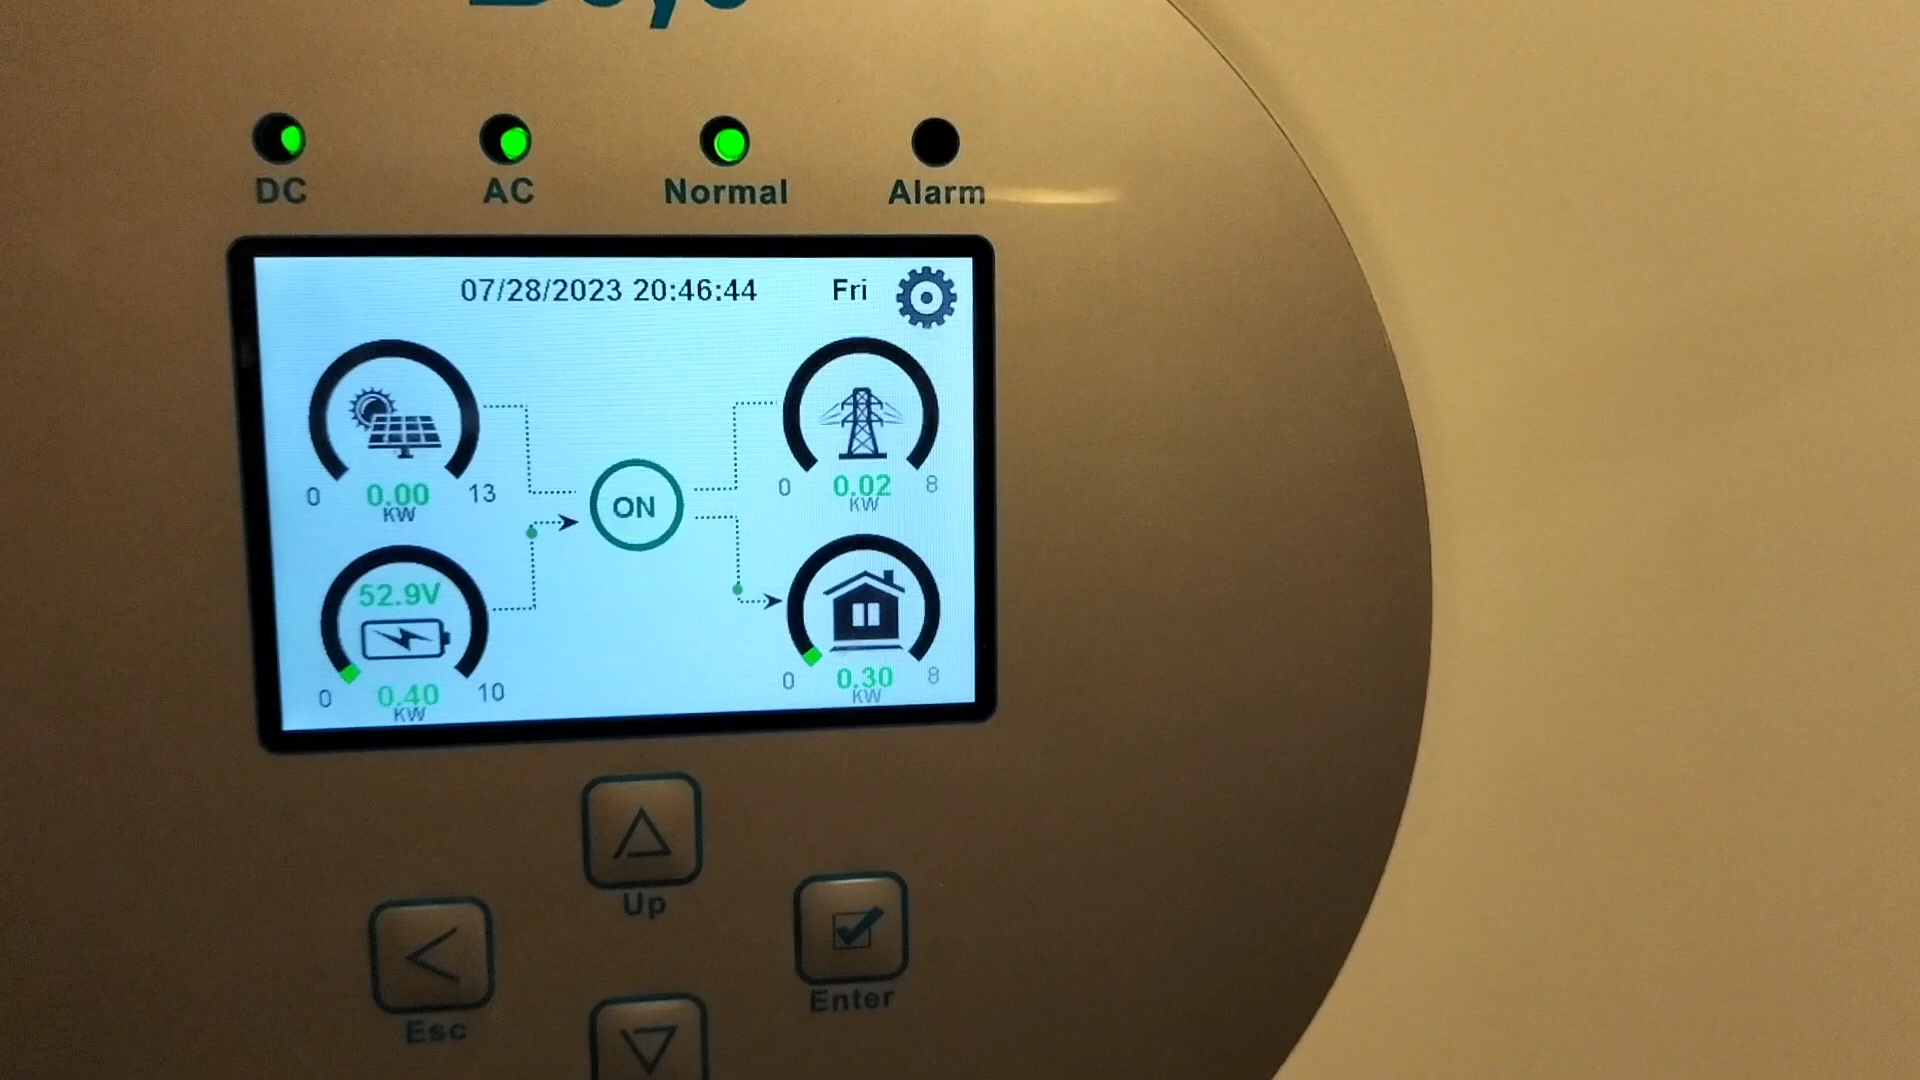 DC AC Normal Alarm
07/28/2023 20:46:44 Fri
0 0.00 13
KW
0 0.02 8
KW
ON
52.9V
0 0.40 10
KW
0 0.30 8
KW
Up
Esc
Enter